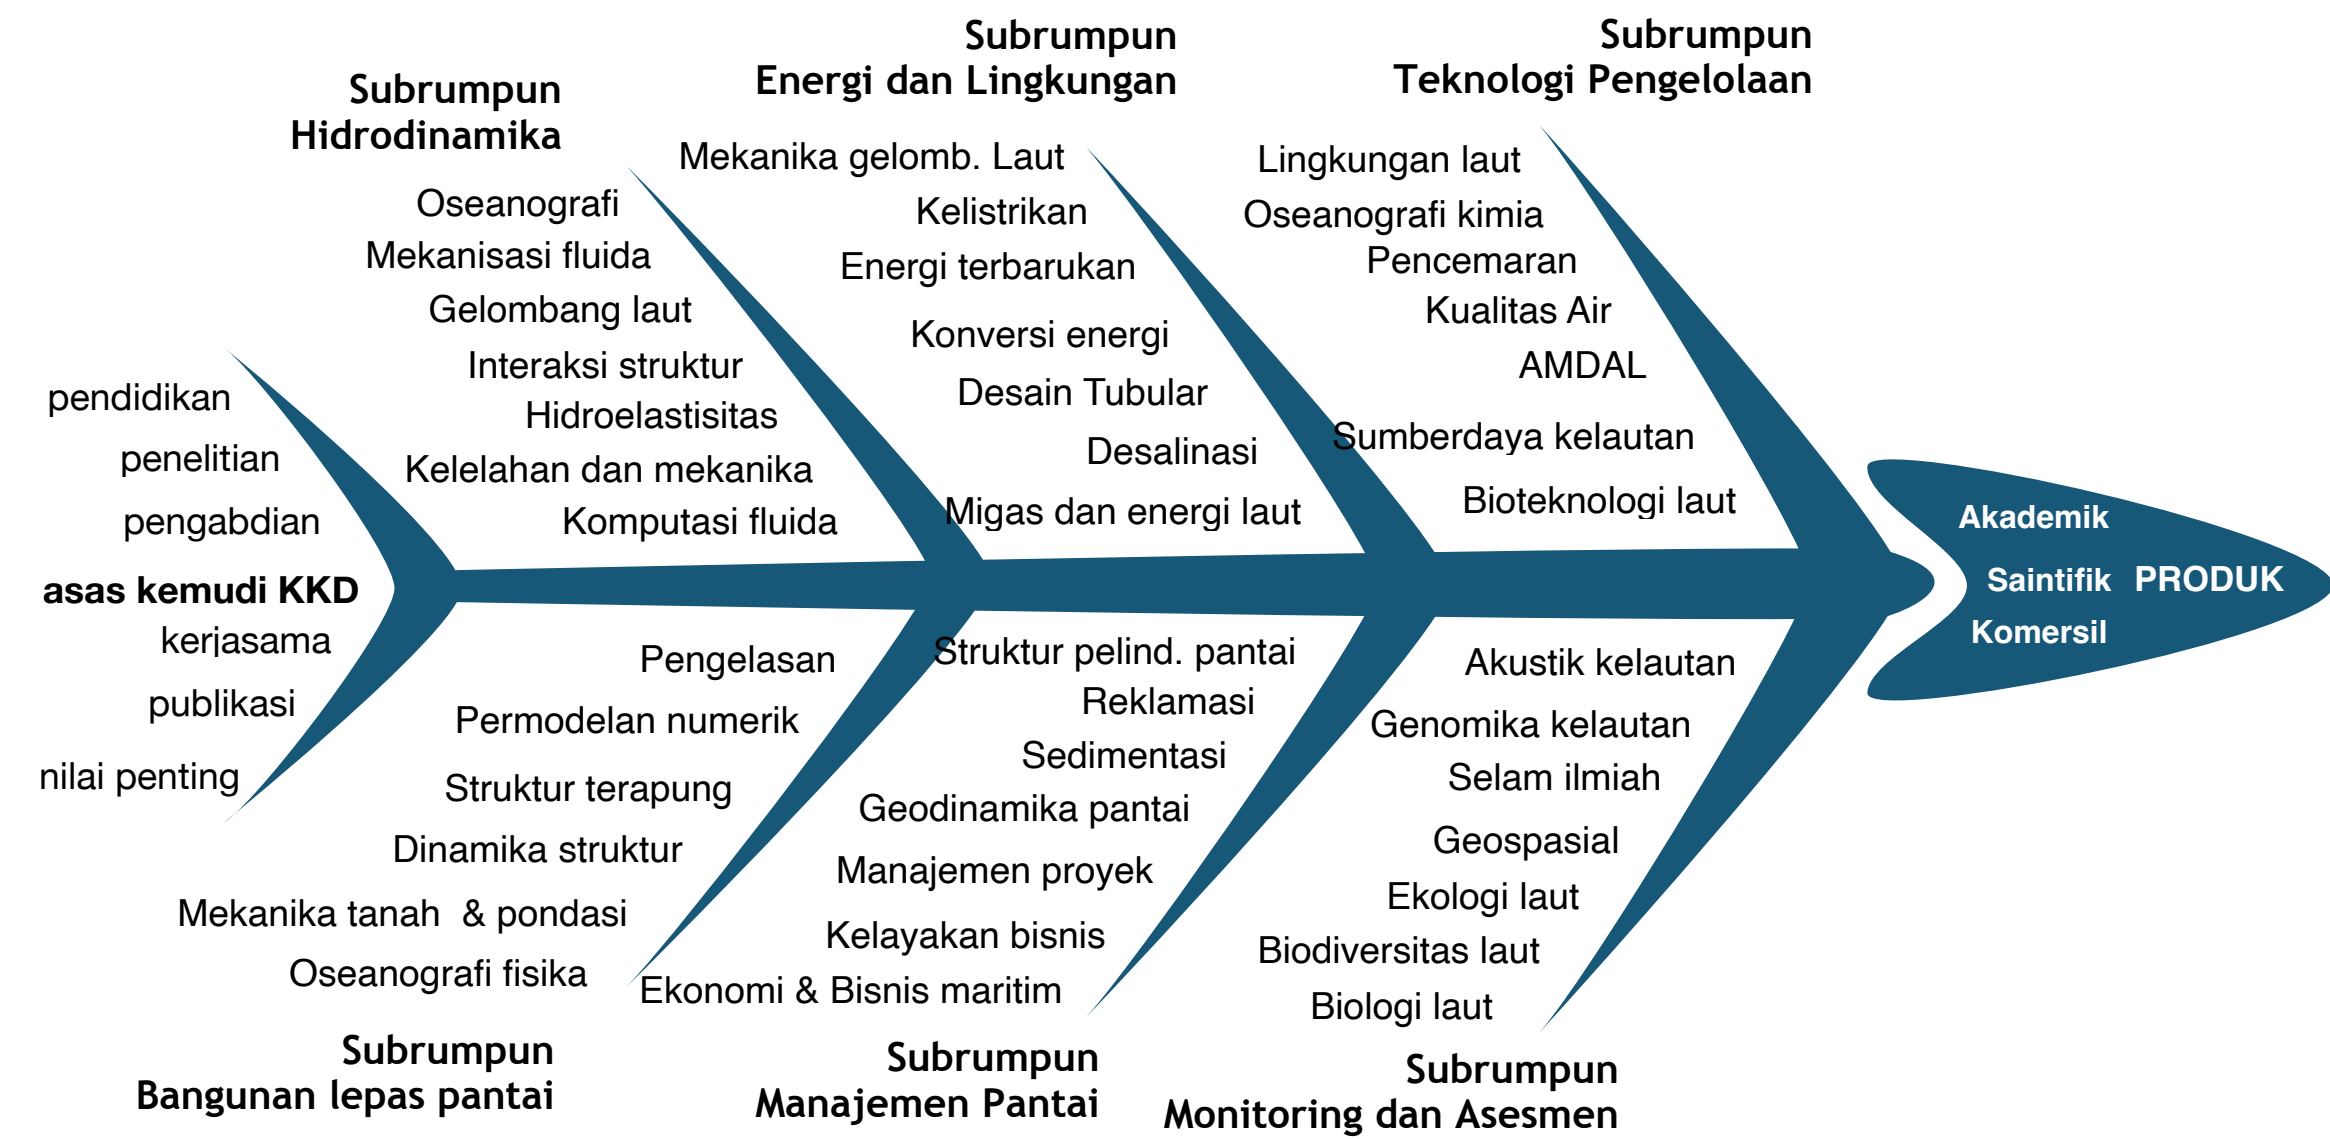 Subrumpun
Hidrodinamika
Oseanografi
Mekanisasi fluida
Gelombang laut
Interaksi struktur
Hidroelastisitas
Kelelahan dan mekanika
Komputasi fluida
Subrumpun
Energi dan Lingkungan
Mekanika gelomb. Laut
Kelistrikan
Energi terbarukan
Konversi energi
Desain Tubular
Desalinasi
Migas dan energi laut
Subrumpun
Teknologi Pengelolaan
Lingkungan laut
Oseanografi kimia
Pencemaran
Kualitas Air
AMDAL
Sumberdaya kelautan
Bioteknologi laut
pendidikan
penelitian
pengabdian
asas kemudi KKD
kerjasama
publikasi
nilai penting
Akademik
Saintifik PRODUK
Komersil
Pengelasan
Permodelan numerik
Struktur terapung
Dinamika struktur
Mekanika tanah & pondasi
Oseanografi fisika
Subrumpun
Bangunan lepas pantai
Struktur pelind. pantai
Reklamasi
Sedimentasi
Geodinamika pantai
Manajemen proyek
Kelayakan bisnis
Ekonomi & Bisnis maritim
Subrumpun
Manajemen Pantai
Akustik kelautan
Genomika kelautan
Selam ilmiah
Geospasial
Ekologi laut
Biodiversitas laut
Biologi laut
Subrumpun
Monitoring dan Asesmen